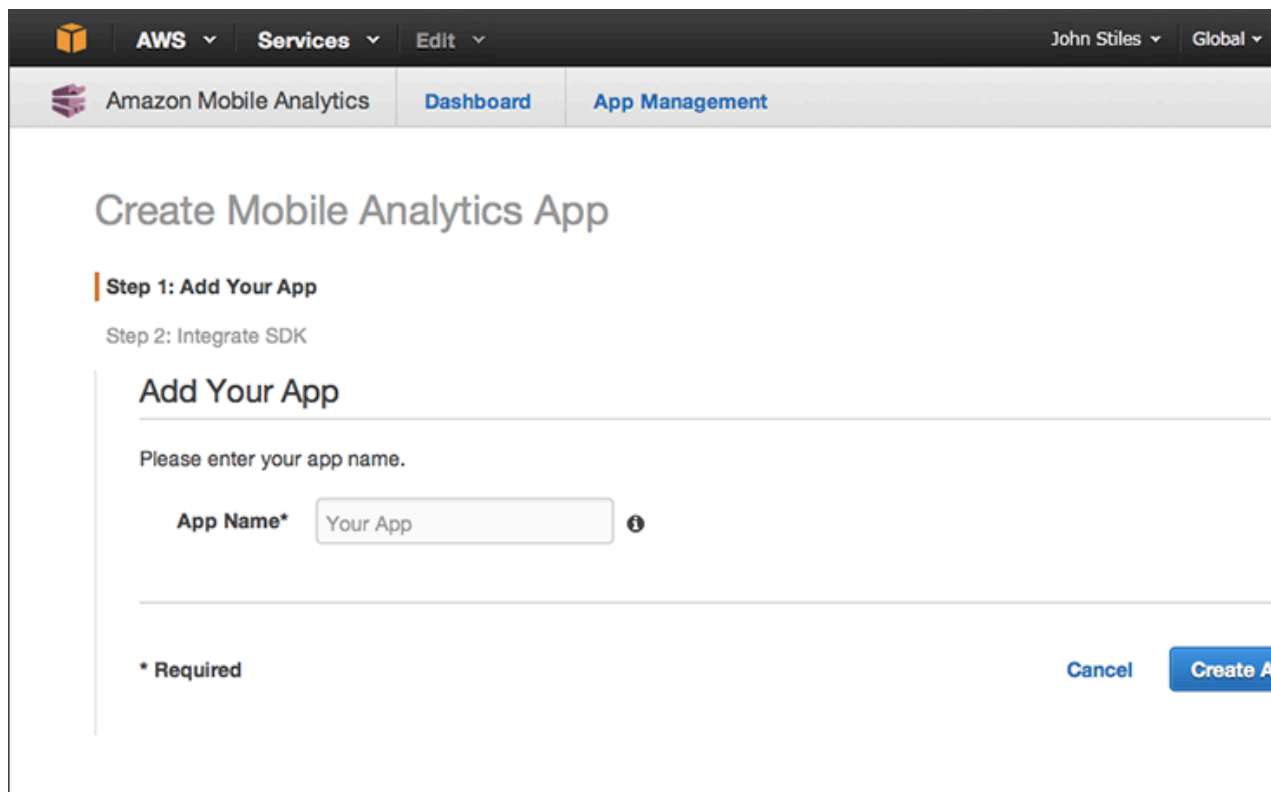 AWS Services Edit John Stiles Global
Amazon Mobile Analytics Dashboard App Management
Create Mobile Analytics App
Step 1: Add Your App
Step 2: Integrate SDK
Add Your App
Please enter your app name.
App Name* Your App
* Required Cancel Create A